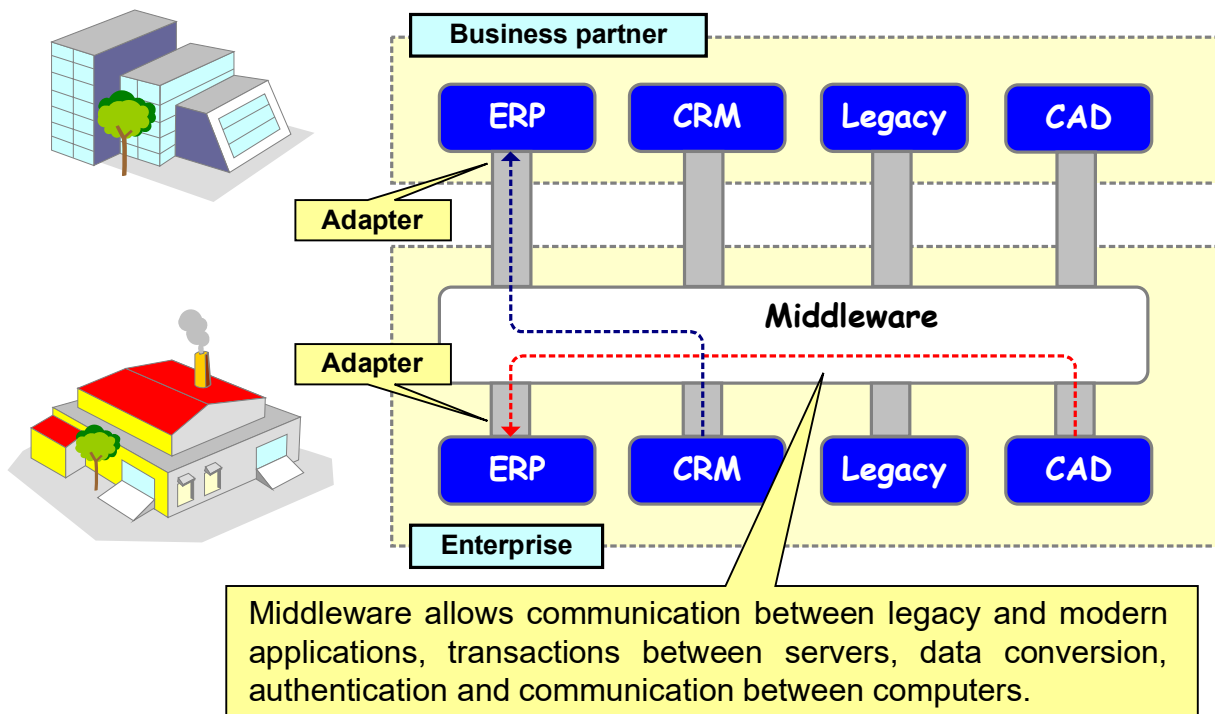 Business partner
ERP
CRM
Legacy
CAD
Adapter
Middleware
Adapter
ERP
CRM
Legacy
CAD
Enterprise
Middleware allows communication between legacy and modern
applications, transactions between servers, data conversion,
authentication and communication between computers.